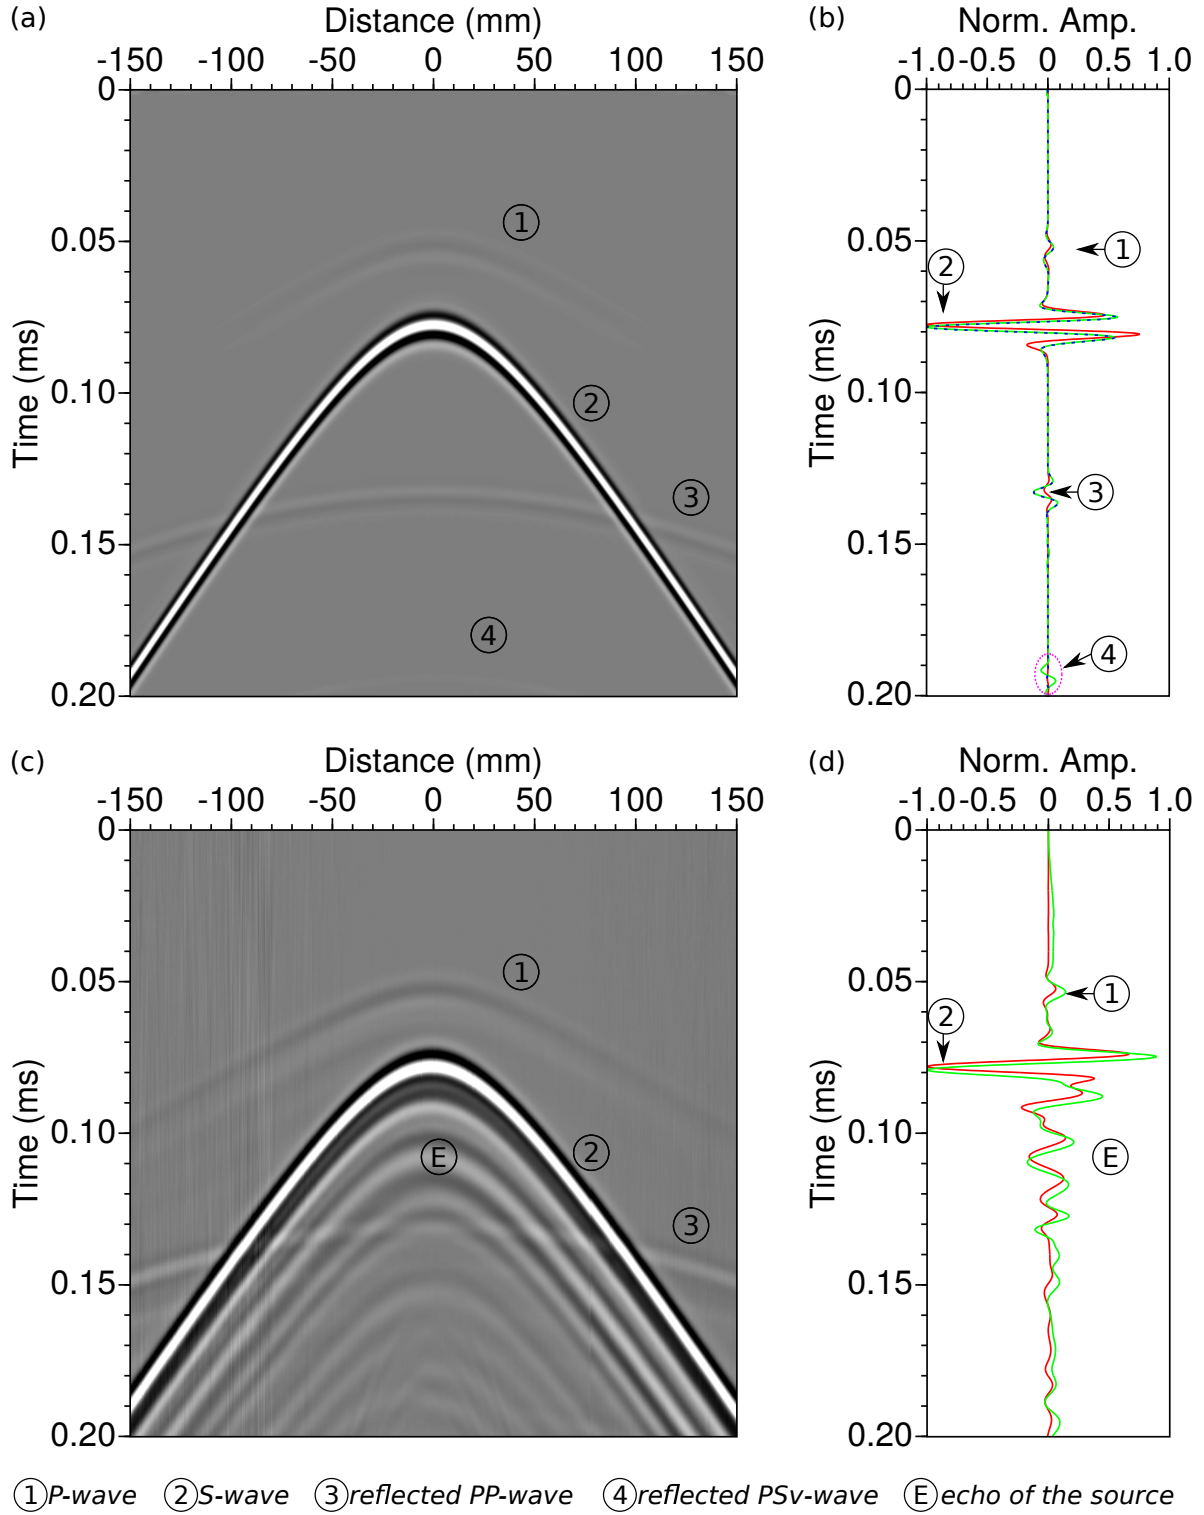 (a) Distance (mm)
-150 -100 -50 0 50 100 150
0
0.05
0.10
0.15
0.20
Time (ms)
1
2
3
4
(b) Norm. Amp.
-1.0 -0.5 0 0.5 1.0
0
0.05
0.10
0.15
0.20
Time (ms)
1
2
3
4
(c) Distance (mm)
-150 -100 -50 0 50 100 150
0
0.05
0.10
0.15
0.20
Time (ms)
1
E
2
3
(d) Norm. Amp.
-1.0 -0.5 0 0.5 1.0
0
0.05
0.10
0.15
0.20
Time (ms)
1
2
E
1 P-wave 2 S-wave 3 reflected PP-wave 4 reflected PSv-wave E echo of the source